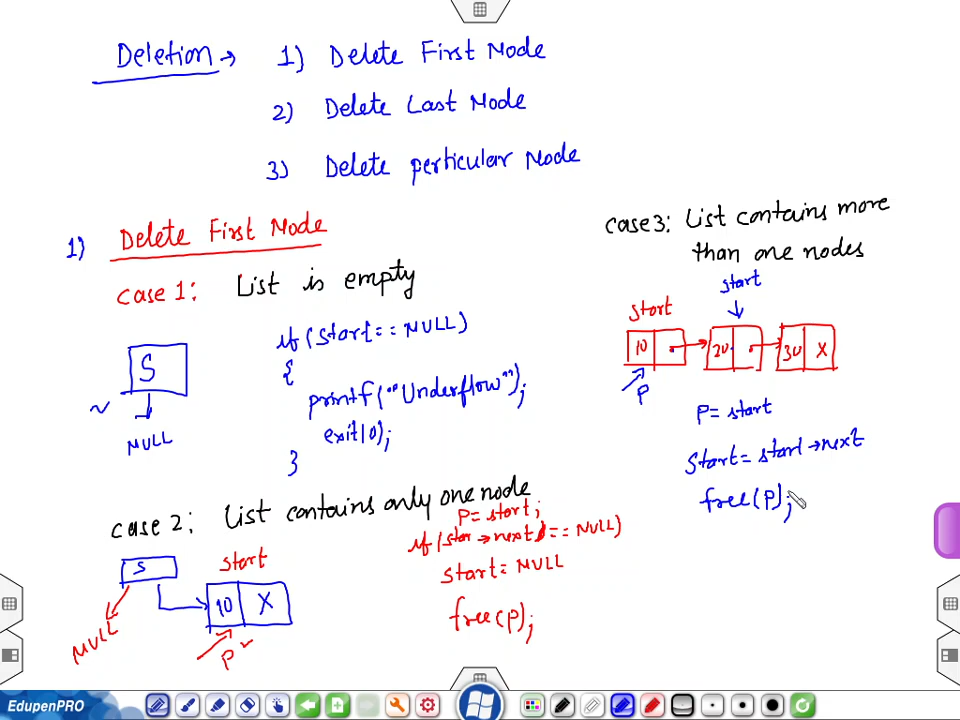 Deletion → 1) Delete First Node
2) Delete Last Node
3) Delete perticular Node
1) Delete First Node
case 1: List is empty
S
NULL
if (start == NULL)
{
printf (""Underflow"");
exit(0);
}
case 2; List contains only one node
S
NULL
start
10 X
P
P = start;
if (star → next) == NULL)
start = NULL
free(p);
case 3: List contains more
than one nodes
start
start
10 20 30 X
P
P = start
Start = start → next
free(P);
EdupenPRO